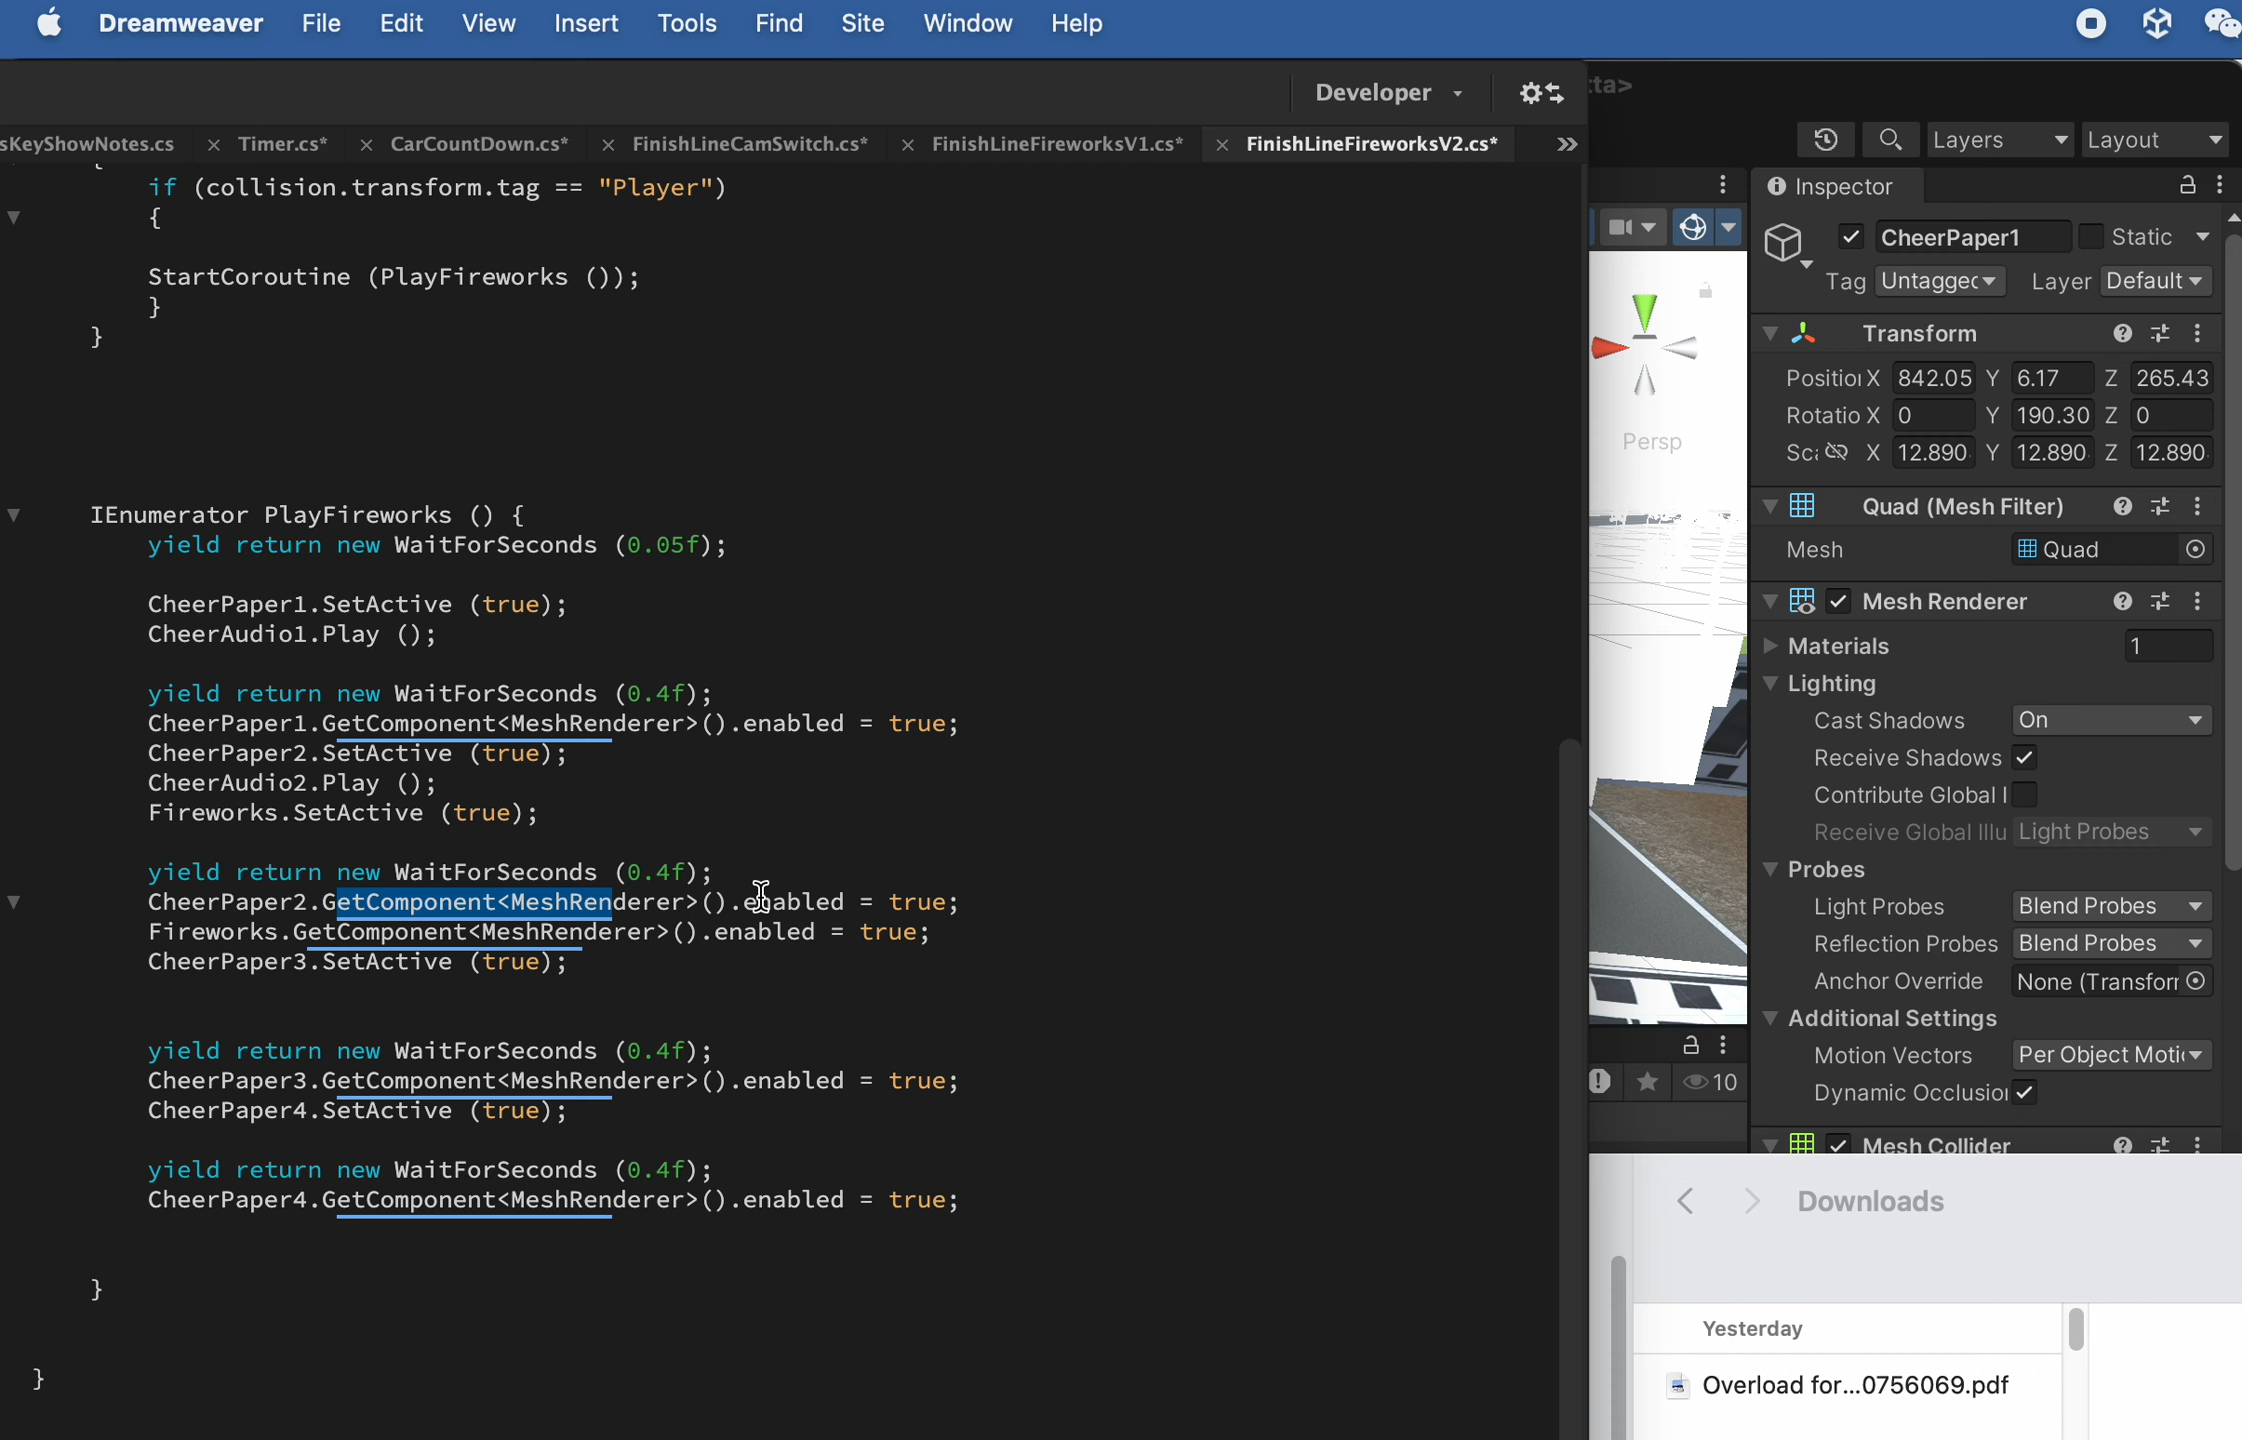 Dreamweaver File Edit View Insert Tools Find Site Window Help
Developer
ta>
sKeyShowNotes.cs × Timer.cs* × CarCountDown.cs* × FinishLineCamSwitch.cs* × FinishLineFireworksV1.cs* × FinishLineFireworksV2.cs* »
{
if (collision.transform.tag == "Player")
{
StartCoroutine (PlayFireworks ());
}
}
IEnumerator PlayFireworks () {
yield return new WaitForSeconds (0.05f);
CheerPaper1.SetActive (true);
CheerAudio1.Play ();
yield return new WaitForSeconds (0.4f);
CheerPaper1.GetComponent<MeshRenderer>().enabled = true;
CheerPaper2.SetActive (true);
CheerAudio2.Play ();
Fireworks.SetActive (true);
yield return new WaitForSeconds (0.4f);
CheerPaper2.GetComponent<MeshRenderer>().enabled = true;
Fireworks.GetComponent<MeshRenderer>().enabled = true;
CheerPaper3.SetActive (true);
yield return new WaitForSeconds (0.4f);
CheerPaper3.GetComponent<MeshRenderer>().enabled = true;
CheerPaper4.SetActive (true);
yield return new WaitForSeconds (0.4f);
CheerPaper4.GetComponent<MeshRenderer>().enabled = true;
}
}
Layers Layout
Inspector
CheerPaper1 Static
Tag Untagged Layer Default
Transform
Position X 842.05 Y 6.17 Z 265.43
Rotatio X 0 Y 190.30 Z 0
Sca X 12.890 Y 12.890 Z 12.890
Persp
Quad (Mesh Filter)
Mesh Quad
Mesh Renderer
Materials 1
Lighting
Cast Shadows On
Receive Shadows
Contribute Global I
Receive Global Illu Light Probes
Probes
Light Probes Blend Probes
Reflection Probes Blend Probes
Anchor Override None (Transfor
Additional Settings
Motion Vectors Per Object Moti
Dynamic Occlusio
10
Mesh Collider
Downloads
Yesterday
Overload for...0756069.pdf